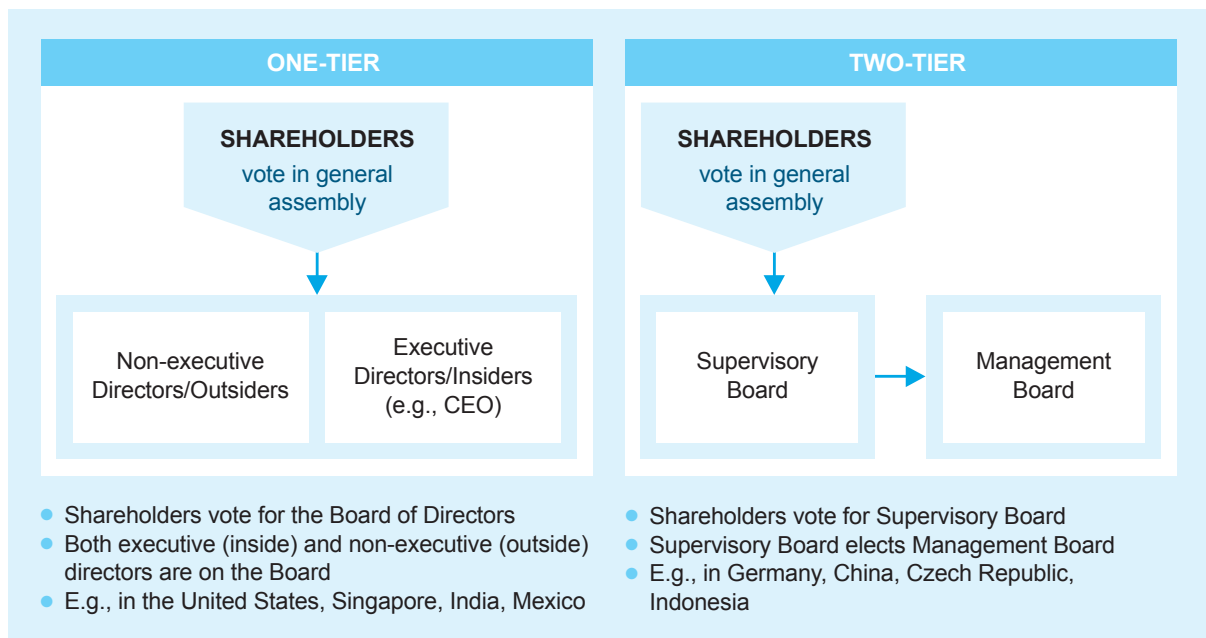 ONE-TIER
SHAREHOLDERS
vote in general
assembly
Non-executive
Directors/Outsiders
Executive
Directors/Insiders
(e.g., CEO)
Shareholders vote for the Board of Directors
Both executive (inside) and non-executive (outside)
directors are on the Board
E.g., in the United States, Singapore, India, Mexico
TWO-TIER
SHAREHOLDERS
vote in general
assembly
Supervisory
Board
Management
Board
Shareholders vote for Supervisory Board
Supervisory Board elects Management Board
E.g., in Germany, China, Czech Republic,
Indonesia